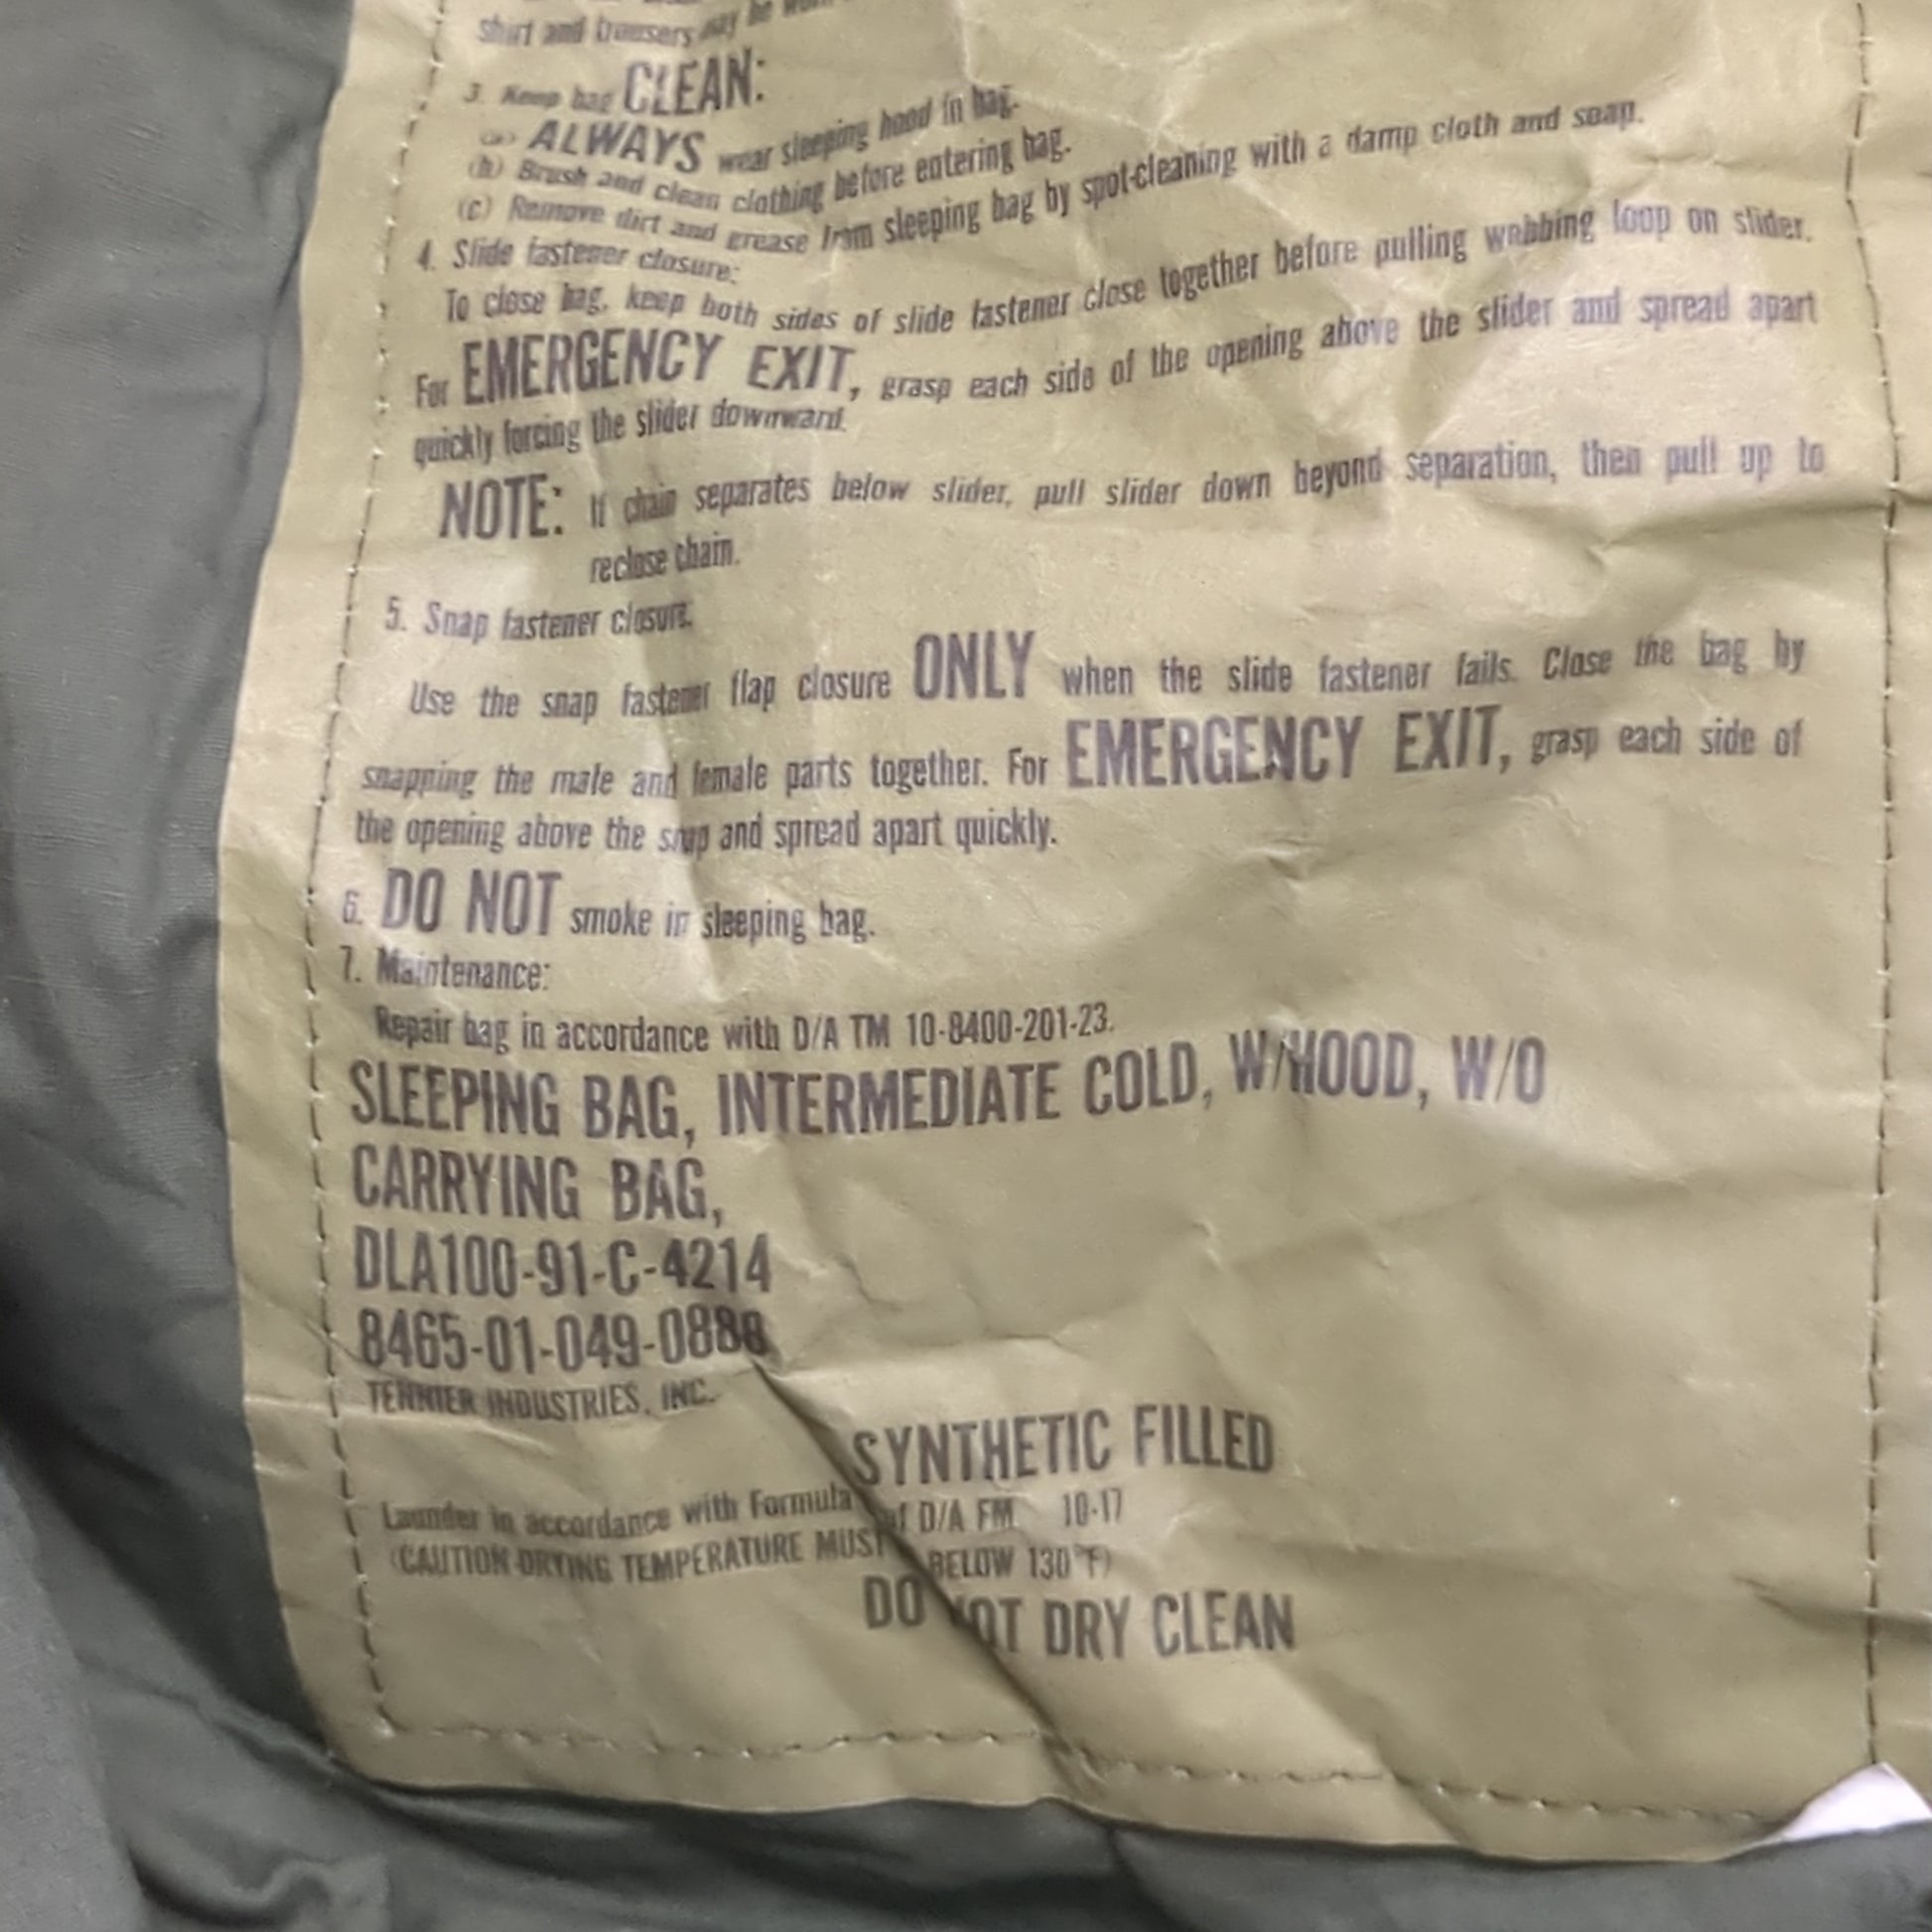 shirt and trousers may be
3. Keep bag CLEAN:
(a) ALWAYS wear sleeping hood in bag.
(b) Brush and clean clothing before entering bag.
(c) Remove dirt and grease from sleeping bag by spot-cleaning with a damp cloth and soap.
4. Slide fastener closure:
To close bag, keep both sides of slide fastener close together before pulling webbing loop on slider.
For EMERGENCY EXIT, grasp each side of the opening above the slider and spread apart
quickly forcing the slider downward.
NOTE: If chain separates below slider, pull slider down beyond separation, then pull up to
reclose chain.
5. Snap fastener closure:
Use the snap fastener flap closure ONLY when the slide fastener fails. Close the bag by
snapping the male and female parts together. For EMERGENCY EXIT, grasp each side of
the opening above the snap and spread apart quickly.
6. DO NOT smoke in sleeping bag.
7. Maintenance:
Repair bag in accordance with D/A TM 10-8400-201-23.
SLEEPING BAG, INTERMEDIATE COLD, W/HOOD, W/O
CARRYING BAG,
DLA100-91-C-4214
8465-01-049-0888
TENNIER INDUSTRIES, INC.
SYNTHETIC FILLED
Launder in accordance with Formula of D/A FM 10-17
(CAUTION DRYING TEMPERATURE MUST BELOW 130°F)
DO NOT DRY CLEAN